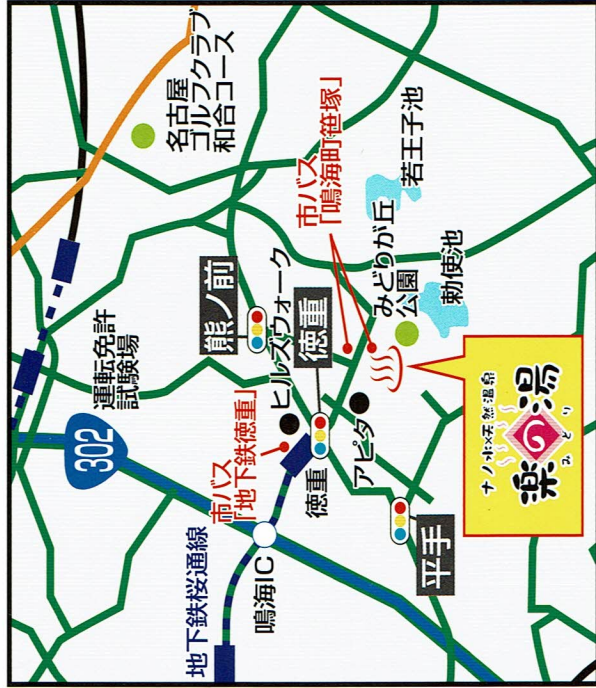 名古屋
ゴルフクラブ
和合コース
運転免許
試験場
302
熊ノ前
ヒルズウォーク
市バス
「地下鉄徳重」
徳重
徳重
アピタ
市バス
「鳴海町笹塚」
みどりが丘
公園
若王子池
勅使池
地下鉄桜通線
鳴海IC
平手
ナノ水×天然温泉
楽の湯
みどり